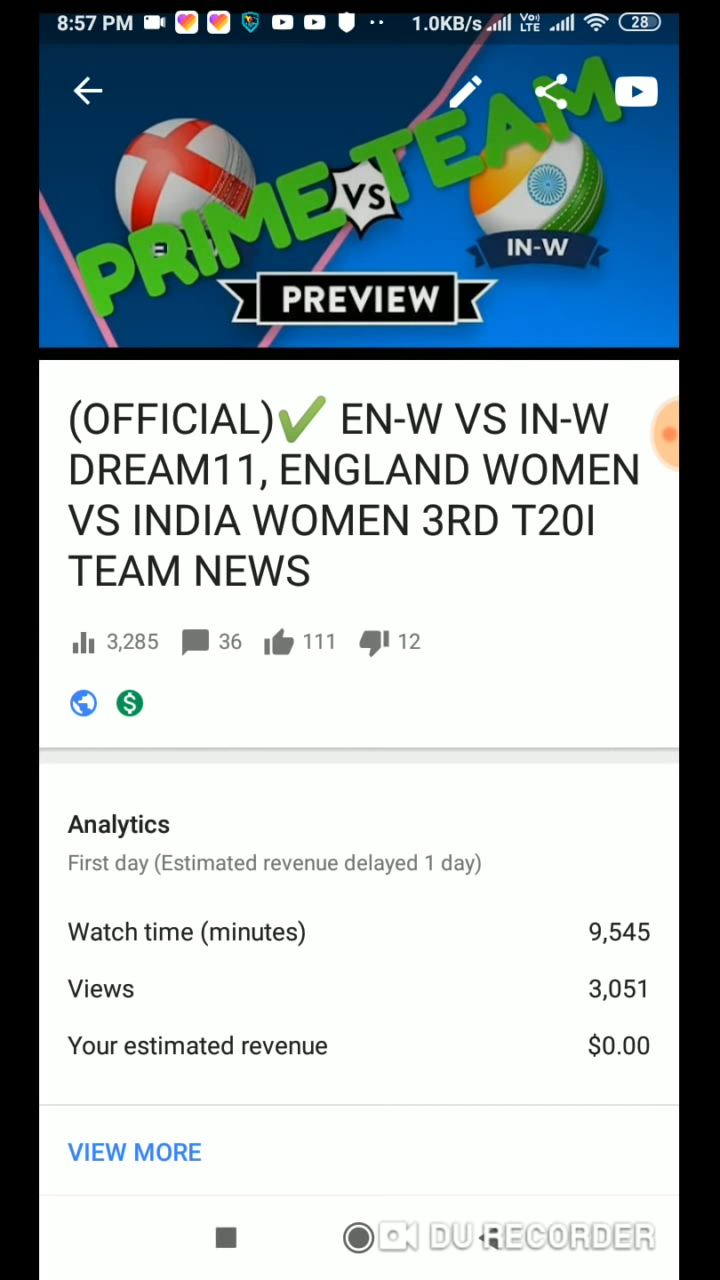 8:57 PM 1.0KB/s VoLTE 28
PRIME TEAM
VS
IN-W
PREVIEW
(OFFICIAL)✔ EN-W VS IN-W
DREAM11, ENGLAND WOMEN
VS INDIA WOMEN 3RD T20I
TEAM NEWS
3,285 36 111 12
Analytics
First day (Estimated revenue delayed 1 day)
Watch time (minutes) 9,545
Views 3,051
Your estimated revenue $0.00
VIEW MORE
DU RECORDER